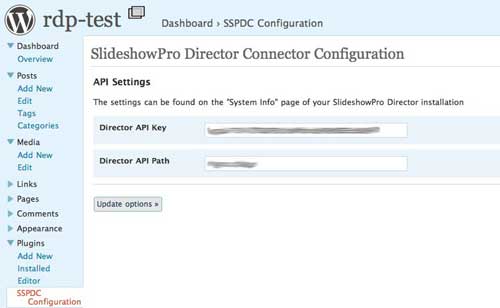 rdp-test
Dashboard › SSPDC Configuration
Dashboard
Overview
Posts
Add New
Edit
Tags
Categories
Media
Add New
Edit
Links
Pages
Comments
Appearance
Plugins
Add New
Installed
Editor
SSPDC
Configuration
SlideshowPro Director Connector Configuration
API Settings
The settings can be found on the "System Info" page of your SlideshowPro Director installation
Director API Key
Director API Path
Update options »